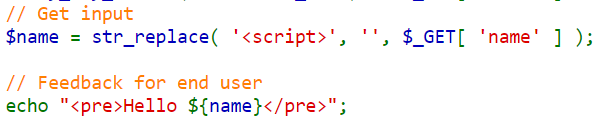 // Get input
$name = str_replace( '<script>', '', $_GET[ 'name' ] );
// Feedback for end user
echo "<pre>Hello ${name}</pre>";